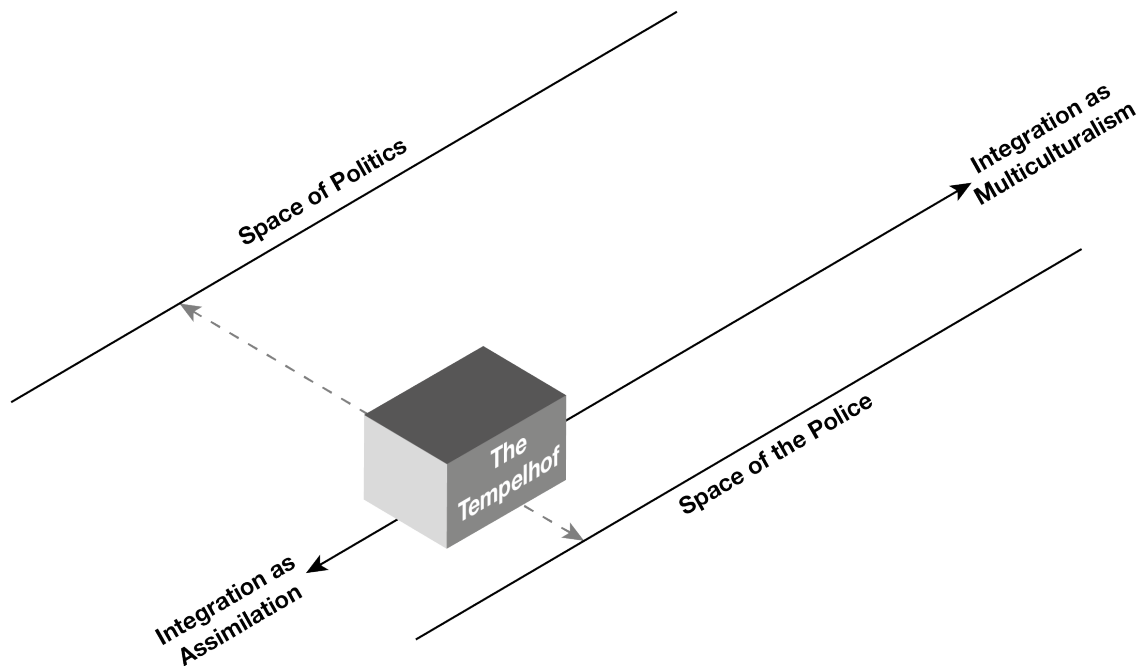 Space of Politics
Integration as
Multiculturalism
The
Tempelhof
Space of the Police
Integration as
Assimilation